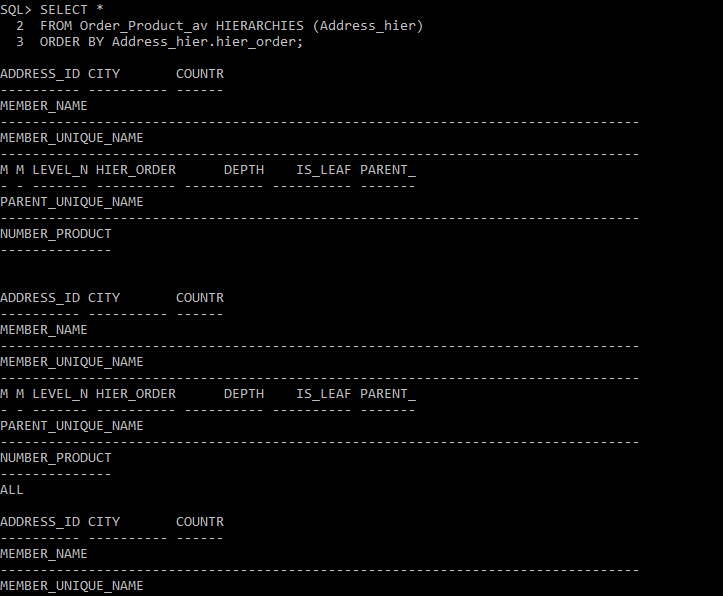 SQL> SELECT *
  2  FROM Order_Product_av HIERARCHIES (Address_hier)
  3  ORDER BY Address_hier.hier_order;
ADDRESS_ID CITY       COUNTR
---------- ---------- ------
MEMBER_NAME
--------------------------------------------------------------------------------
MEMBER_UNIQUE_NAME
--------------------------------------------------------------------------------
M M LEVEL_N HIER_ORDER      DEPTH    IS_LEAF PARENT_
- - ------- ---------- ---------- ---------- -------
PARENT_UNIQUE_NAME
--------------------------------------------------------------------------------
NUMBER_PRODUCT
--------------
ADDRESS_ID CITY       COUNTR
---------- ---------- ------
MEMBER_NAME
--------------------------------------------------------------------------------
MEMBER_UNIQUE_NAME
--------------------------------------------------------------------------------
M M LEVEL_N HIER_ORDER      DEPTH    IS_LEAF PARENT_
- - ------- ---------- ---------- ---------- -------
PARENT_UNIQUE_NAME
--------------------------------------------------------------------------------
NUMBER_PRODUCT
--------------
ALL
ADDRESS_ID CITY       COUNTR
---------- ---------- ------
MEMBER_NAME
--------------------------------------------------------------------------------
MEMBER_UNIQUE_NAME